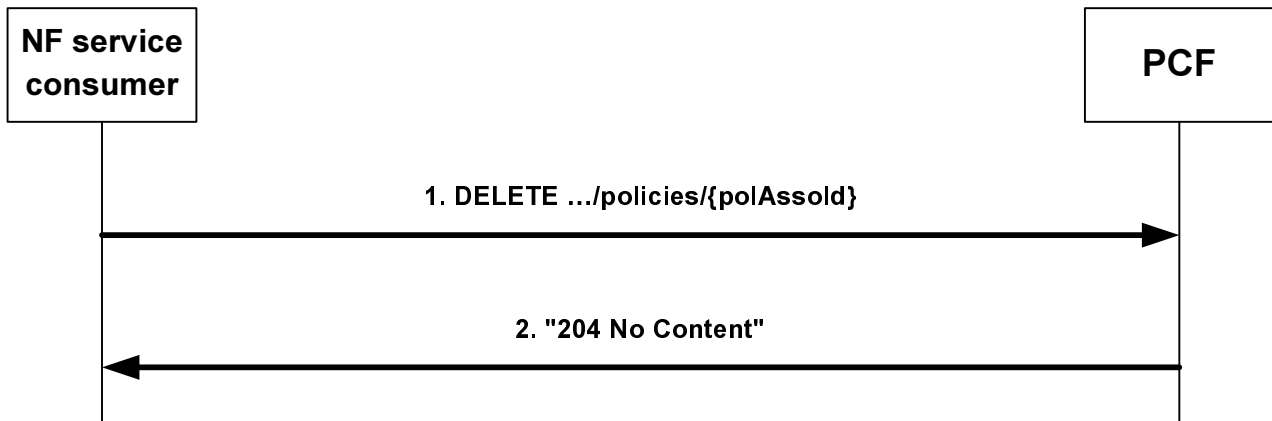 NF service
consumer
PCF
1. DELETE …/policies/{polAssoId}
2. "204 No Content"